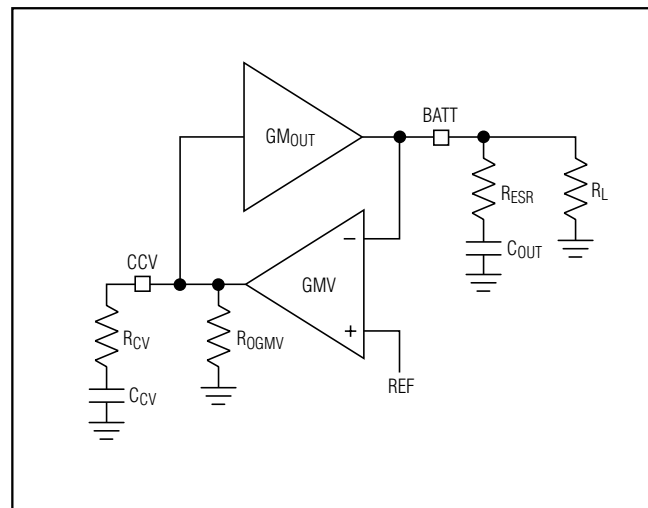 BATT
GMOUT
RESR
RL
COUT
CCV
GMV
−
+
RCV
ROGMV
CCV
REF